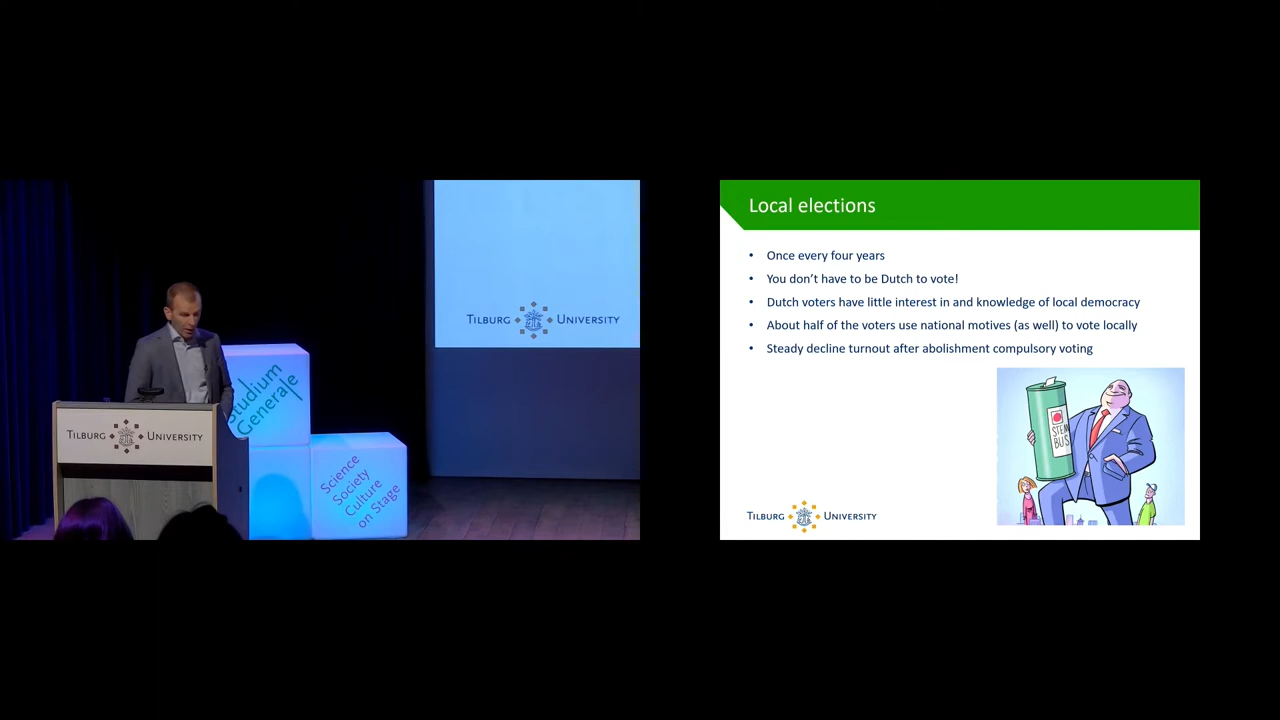 TILBURG UNIVERSITY
TILBURG UNIVERSITY
Studium
Generale
Science
Society
Culture
on Stage
Local elections
• Once every four years
• You don’t have to be Dutch to vote!
• Dutch voters have little interest in and knowledge of local democracy
• About half of the voters use national motives (as well) to vote locally
• Steady decline turnout after abolishment compulsory voting
STEM
BUS
TILBURG UNIVERSITY